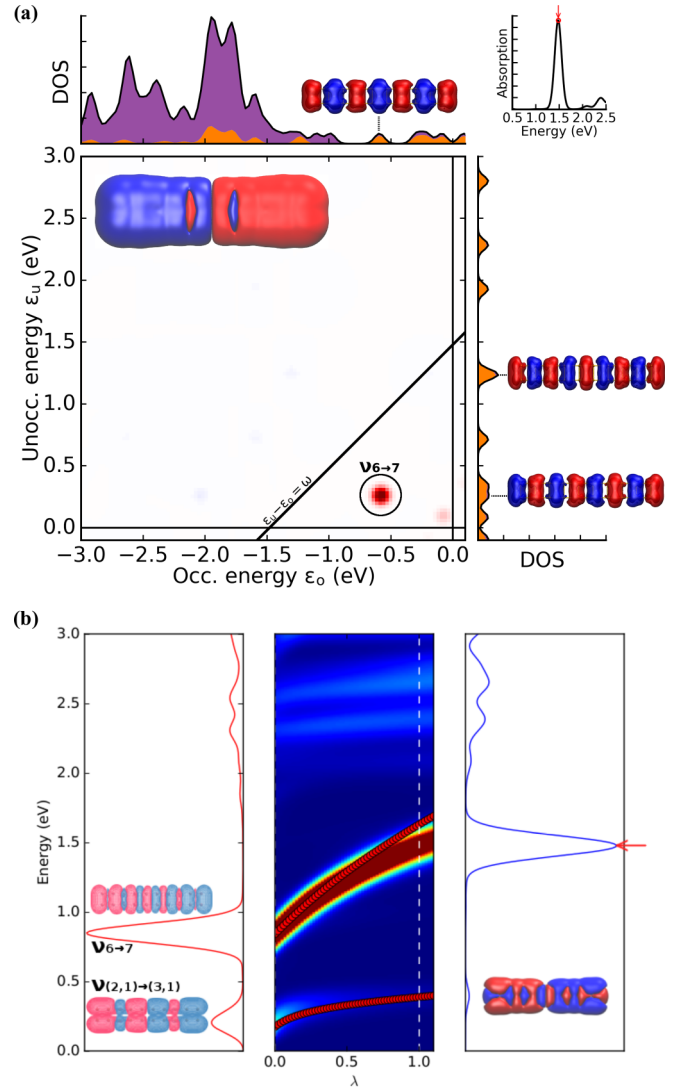 (a)
DOS
Absorption
0.5 1.0 1.5 2.0 2.5
Energy (eV)
3.0
2.5
2.0
1.5
1.0
0.5
0.0
Unocc. energy εu (eV)
εu−εo = ω
ν6→7
−3.0 −2.5 −2.0 −1.5 −1.0 −0.5 0.0
Occ. energy εo (eV)
DOS
(b)
3.0
2.5
2.0
1.5
1.0
0.5
0.0
Energy (eV)
ν6→7
ν(2,1)→(3,1)
0.0 0.5 1.0
λ